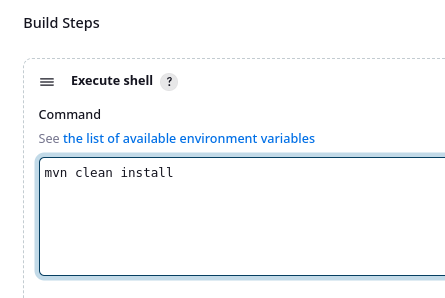 Build Steps
Execute shell ?
Command
See the list of available environment variables
mvn clean install